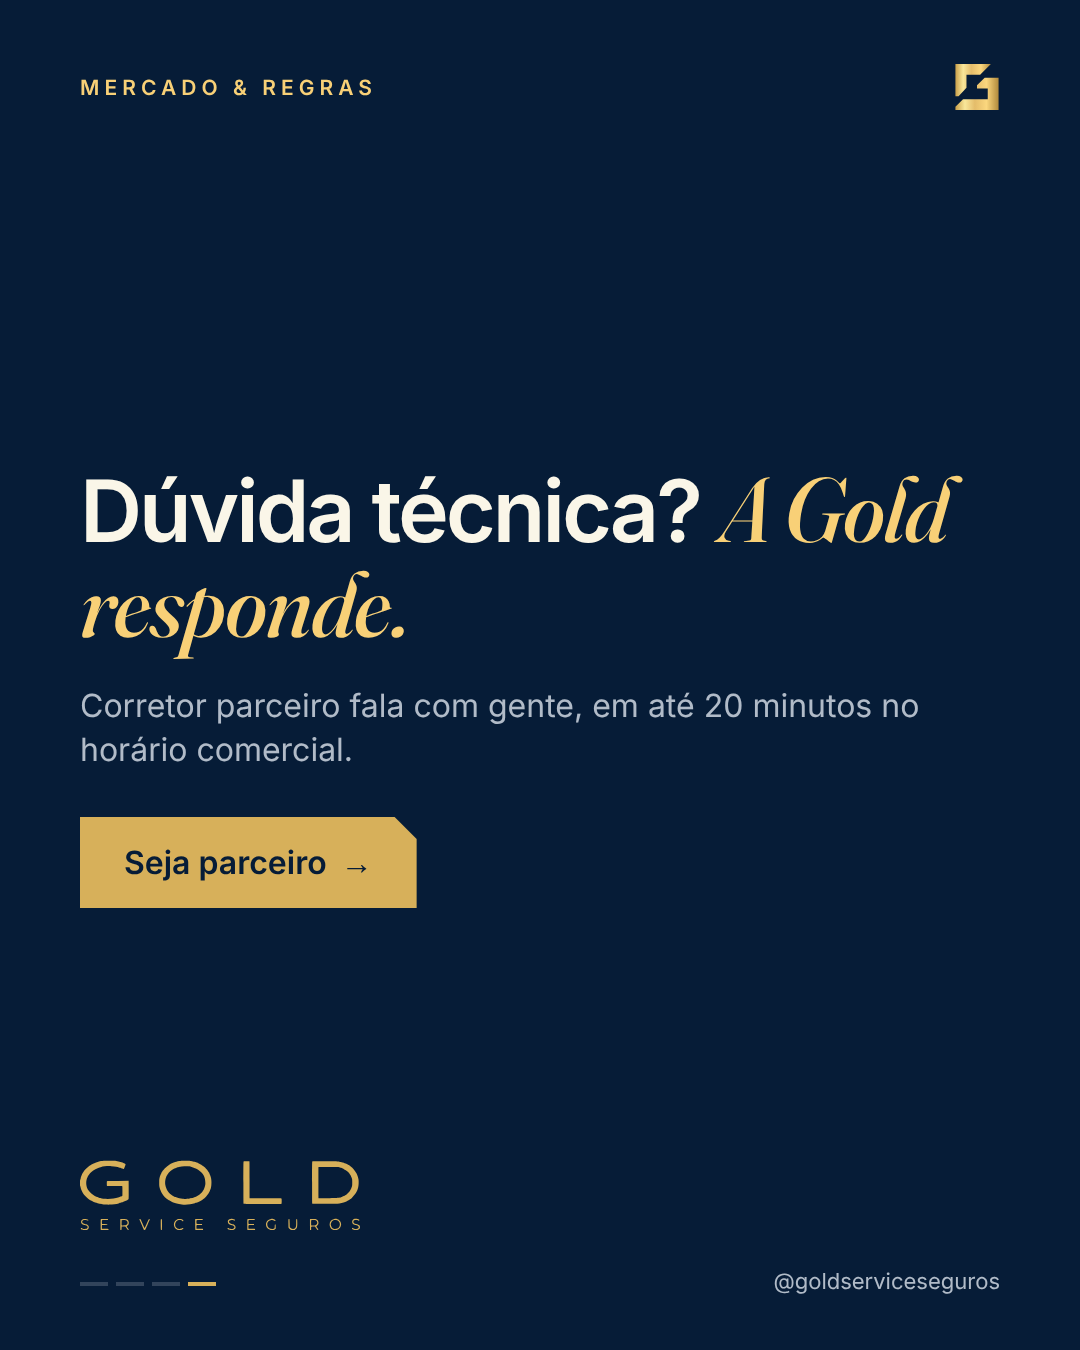 MERCADO & REGRAS
Dúvida técnica? A Gold
responde.
Corretor parceiro fala com gente, em até 20 minutos no
horário comercial.
Seja parceiro →
GOLD
SERVICE SEGUROS
@goldserviceseguros